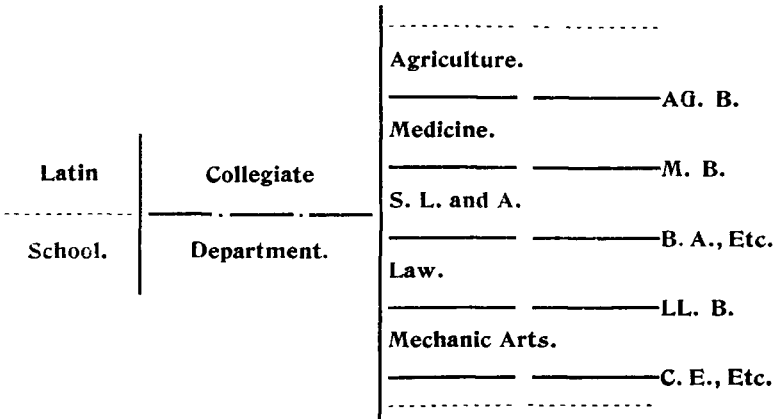 Latin
School.
Collegiate
Department.
Agriculture.
AG. B.
Medicine.
M. B.
S. L. and A.
B. A., Etc.
Law.
LL. B.
Mechanic Arts.
C. E., Etc.